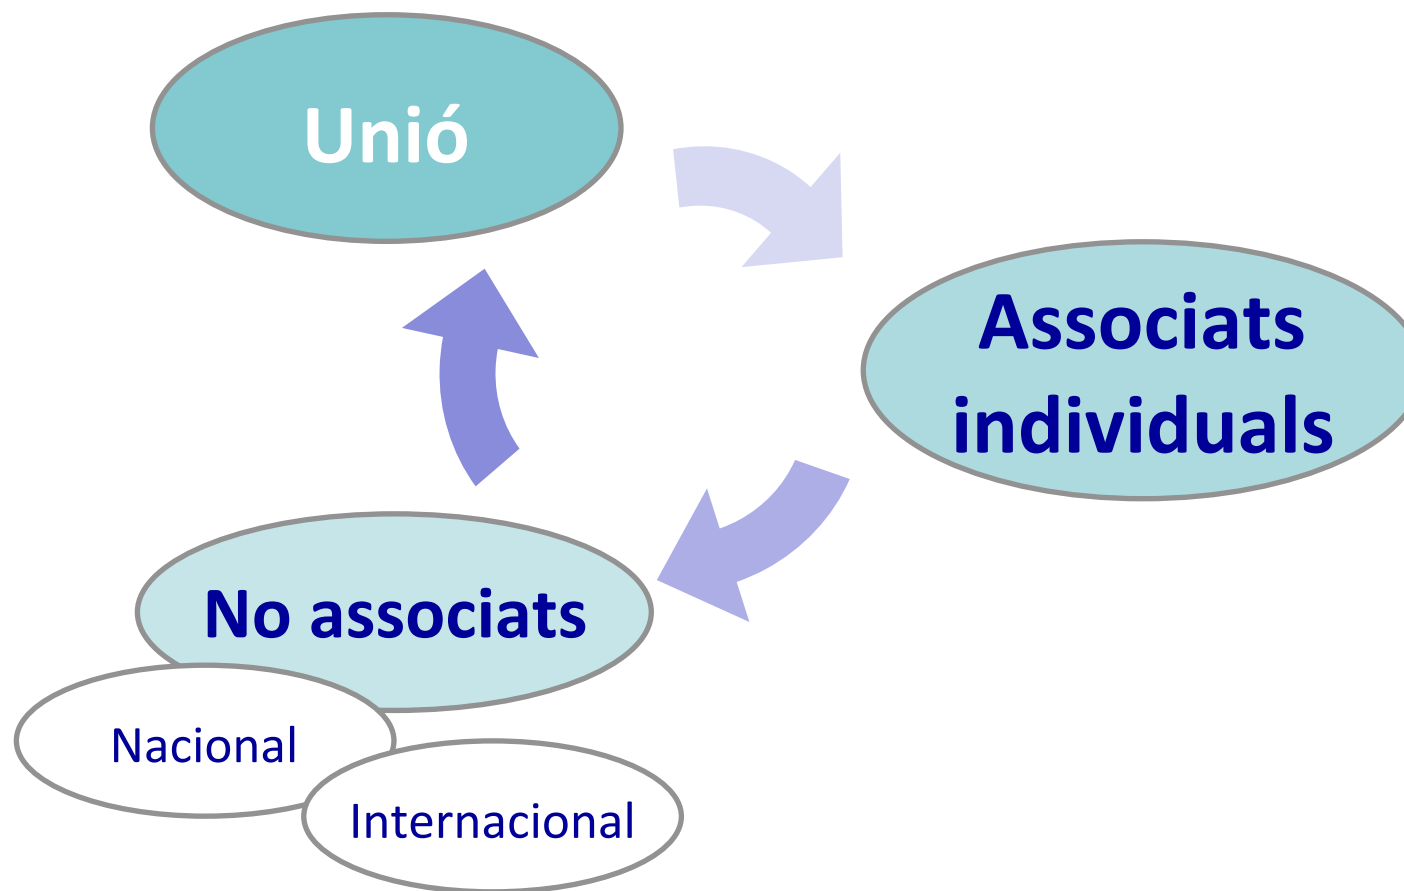 Unió
Associats
individuals
No associats
Nacional
Internacional